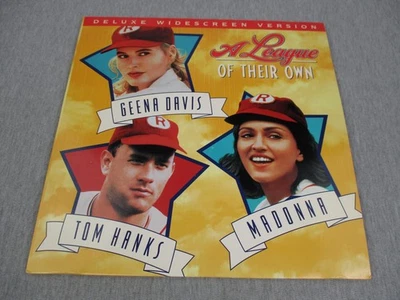 DELUXE WIDESCREEN VERSION
A League
OF THEIR OWN
R
GEENA DAVIS
R
R
TOM HANKS
MADONNA